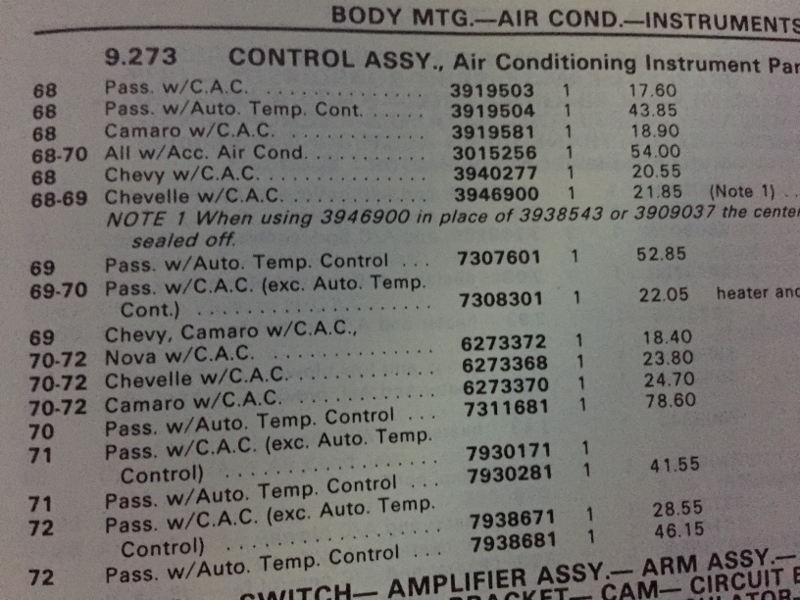 BODY MTG.—AIR COND.—INSTRUMENTS
9.273 CONTROL ASSY., Air Conditioning Instrument
68 Pass. w/C.A.C. . . . . . . . . . . . . . . 3919503 1 17.60
68 Pass. w/Auto. Temp. Cont. . . . . . 3919504 1 43.85
68 Camaro w/C.A.C. . . . . . . . . . . . . 3919581 1 18.90
68-70 All w/Acc. Air Cond. . . . . . . . . . . 3015256 1 54.00
68 Chevy w/C.A.C. . . . . . . . . . . . . . 3940277 1 20.55
68-69 Chevelle w/C.A.C. . . . . . . . . . . . 3946900 1 21.85 (Note 1) . .
NOTE 1 When using 3946900 in place of 3938543 or 3909037 the center
sealed off.
69 Pass. w/Auto. Temp. Control . . . 7307601 1 52.85
69-70 Pass. w/C.A.C. (exc. Auto. Temp.
Cont.) . . . . . . . . . . . . . . . . . . . 7308301 1 22.05 heater and
69 Chevy, Camaro w/C.A.C.,
70-72 Nova w/C.A.C. . . . . . . . . . . . . . . 6273372 1 18.40
70-72 Chevelle w/C.A.C. . . . . . . . . . . . 6273368 1 23.80
70-72 Camaro w/C.A.C. . . . . . . . . . . . . 6273370 1 24.70
70 Pass. w/Auto. Temp. Control . . . 7311681 1 78.60
71 Pass. w/C.A.C. (exc. Auto. Temp.
Control) . . . . . . . . . . . . . . . . . 7930171 1
71 Pass. w/Auto. Temp. Control . . . 7930281 1 41.55
72 Pass. w/C.A.C. (exc. Auto. Temp.
Control) . . . . . . . . . . . . . . . . . 7938671 1 28.55
72 Pass. w/Auto. Temp. Control . . . 7938681 1 46.15
SWITCH— AMPLIFIER ASSY.— ARM ASSY.—
BRACKET— CAM— CIRCUIT